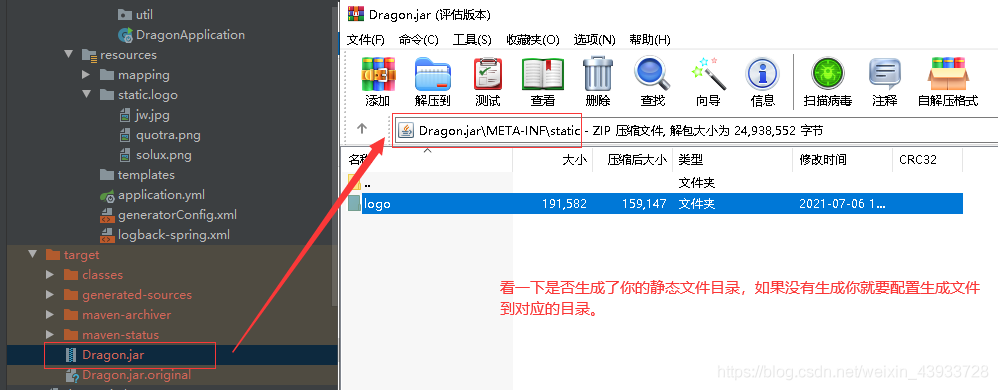 util
DragonApplication
resources
mapping
static.logo
jw.jpg
quotra.png
solux.png
templates
application.yml
generatorConfig.xml
logback-spring.xml
target
classes
generated-sources
maven-archiver
maven-status
Dragon.jar
Dragon.jar.original
Dragon.jar (评估版本)
文件(F) 命令(C) 工具(S) 收藏夹(O) 选项(N) 帮助(H)
添加 解压到 测试 查看 删除 查找 向导 信息 扫描病毒 注释 自解压格式
Dragon.jar\META-INF\static - ZIP 压缩文件, 解包大小为 24,938,552 字节
名称 大小 压缩后大小 类型 修改时间 CRC32
.. 文件夹
logo 191,582 159,147 文件夹 2021-07-06 1...
看一下是否生成了你的静态文件目录，如果没有生成你就要配置生成文件
到对应的目录。
https://blog.csdn.net/weixin_43933728